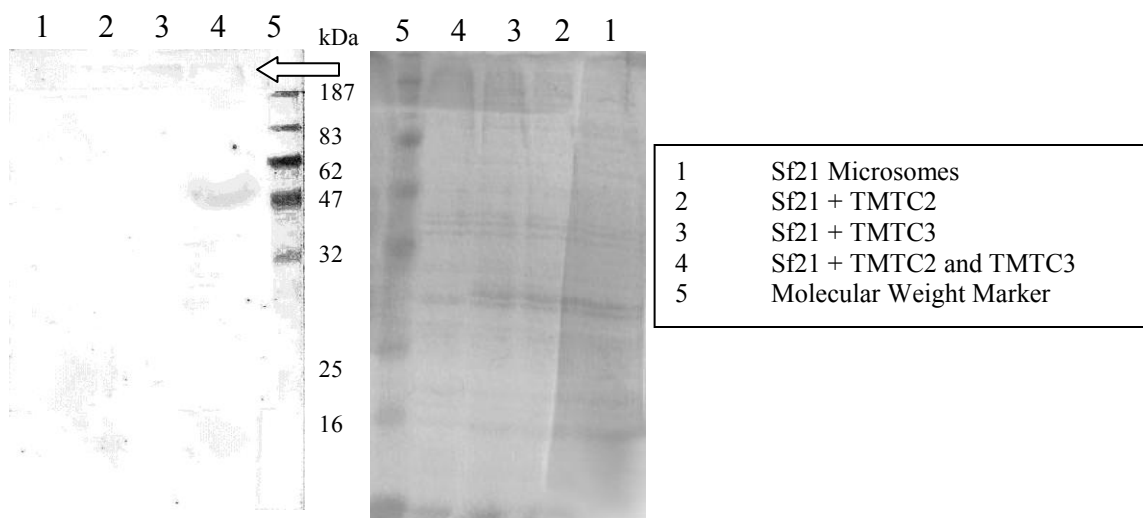 1 2 3 4 5 kDa 5 4 3 2 1
187
83
62
47
32
25
16
1 Sf21 Microsomes
2 Sf21 + TMTC2
3 Sf21 + TMTC3
4 Sf21 + TMTC2 and TMTC3
5 Molecular Weight Marker